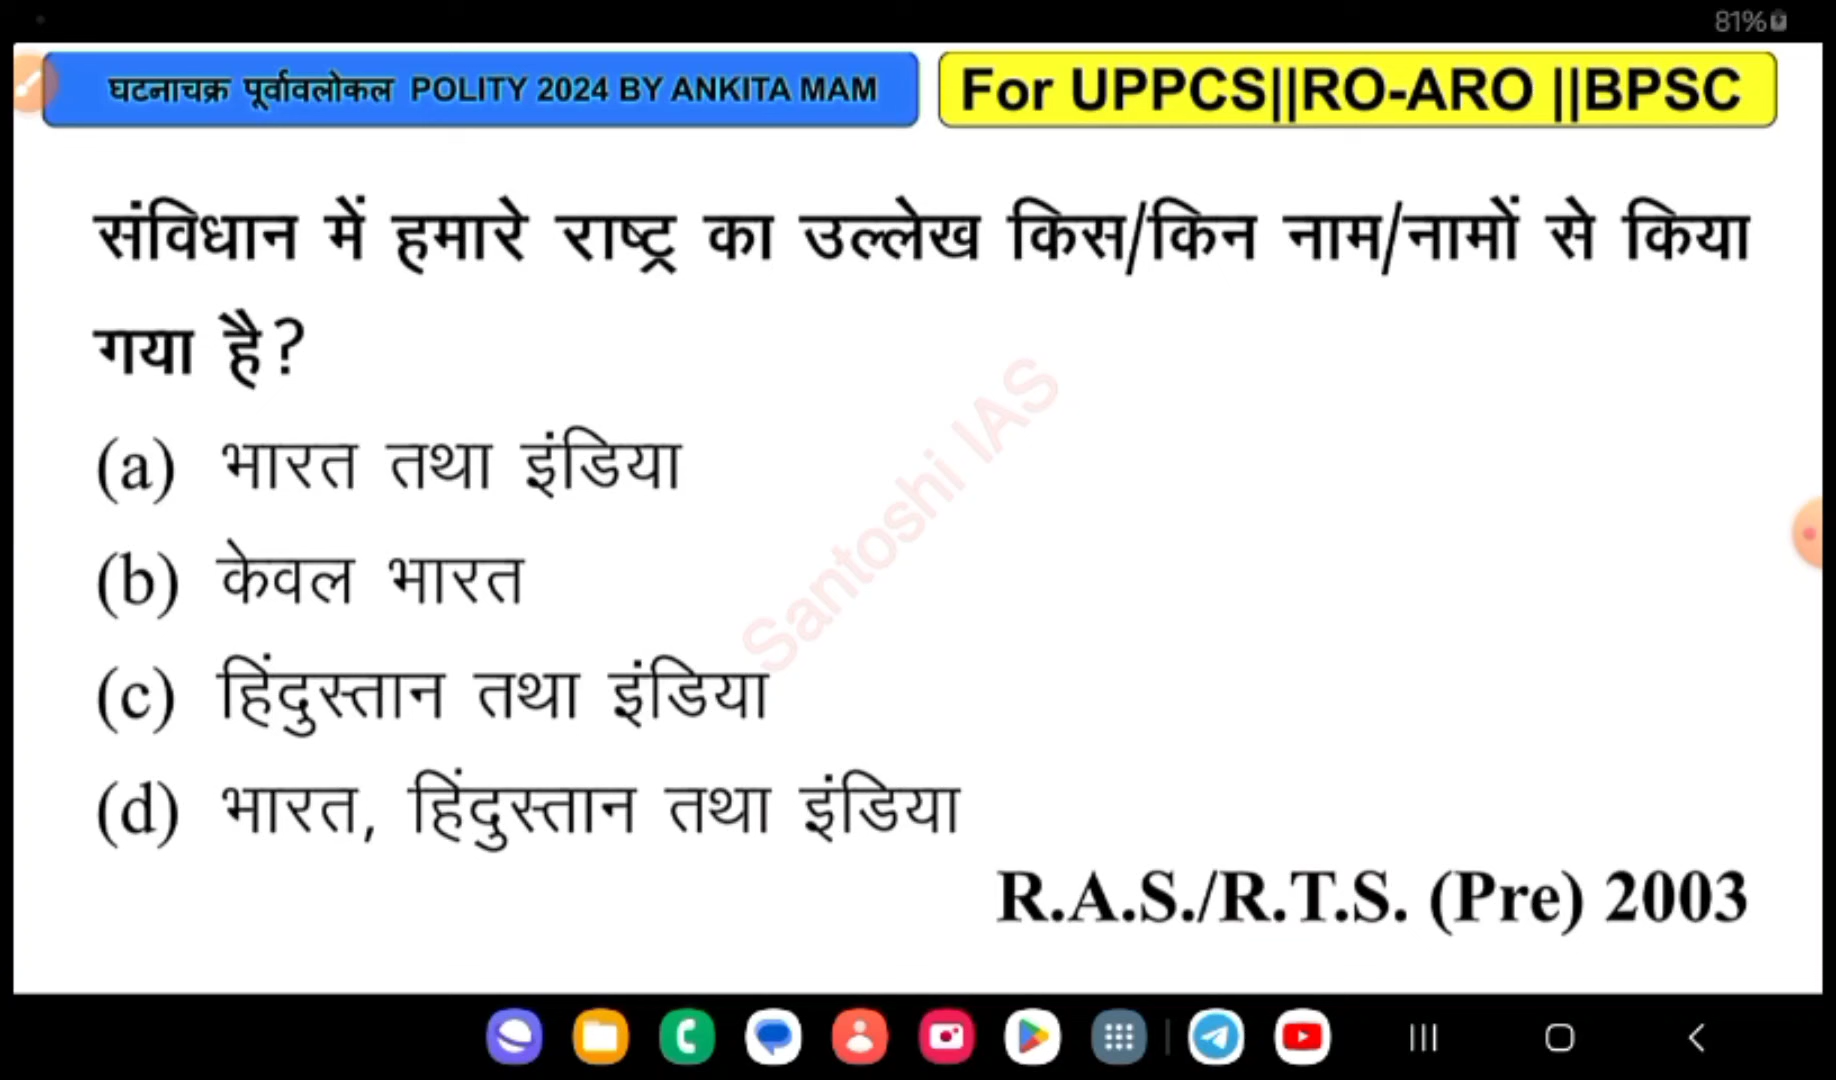 81%
घटनाचक्र पूर्वावलोकल POLITY 2024 BY ANKITA MAM
For UPPCS||RO-ARO ||BPSC
संविधान में हमारे राष्ट्र का उल्लेख किस/किन नाम/नामों से किया
गया है?
(a) भारत तथा इंडिया
(b) केवल भारत
(c) हिंदुस्तान तथा इंडिया
(d) भारत, हिंदुस्तान तथा इंडिया
R.A.S./R.T.S. (Pre) 2003
Santoshi IAS